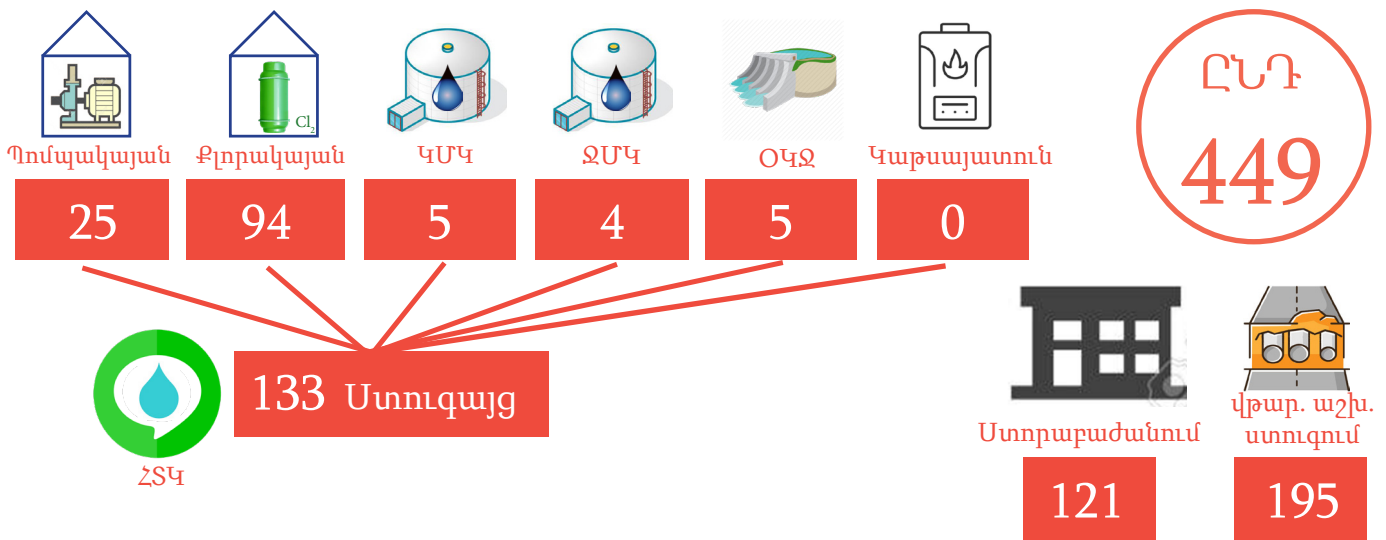 Պոմպակայան
Քլորակայան
ԿՄԿ
ՋՄԿ
ՕԿՋ
Կաթսայատուն
Cl2
25
94
5
4
5
0
ԸՆԴ
449
133 Ստուգայց
ՀՏԿ
Ստորաբաժանում
121
վթար. աշխ.
ստուգում
195